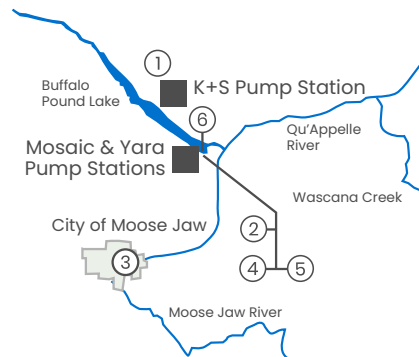 1
K+S Pump Station
Buffalo
Pound Lake
6
Qu'Appelle
River
Mosaic & Yara
Pump Stations
Wascana Creek
City of Moose Jaw
2
3
4
5
Moose Jaw River